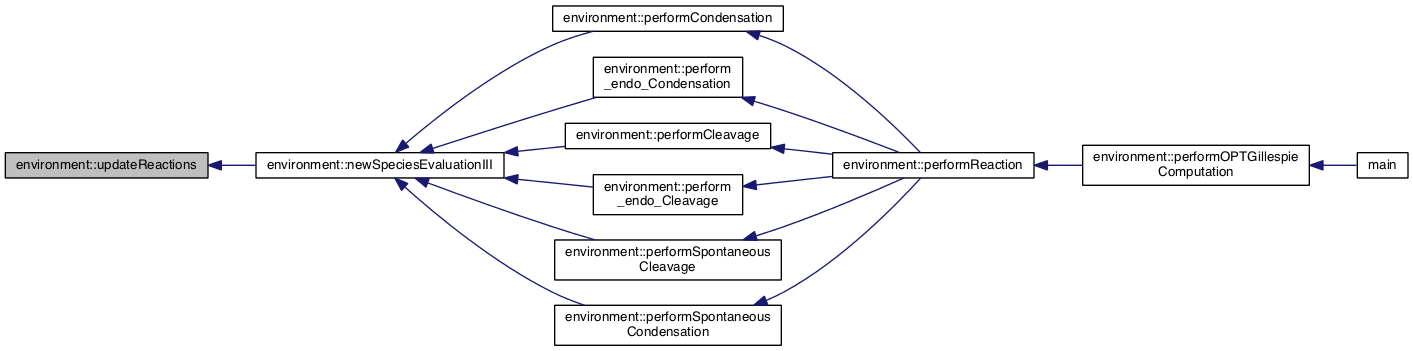 environment::updateReactions
environment::newSpeciesEvaluationIII
environment::performCondensation
environment::perform
_endo_Condensation
environment::performCleavage
environment::perform
_endo_Cleavage
environment::performSpontaneous
Cleavage
environment::performSpontaneous
Condensation
environment::performReaction
environment::performOPTGillespie
Computation
main